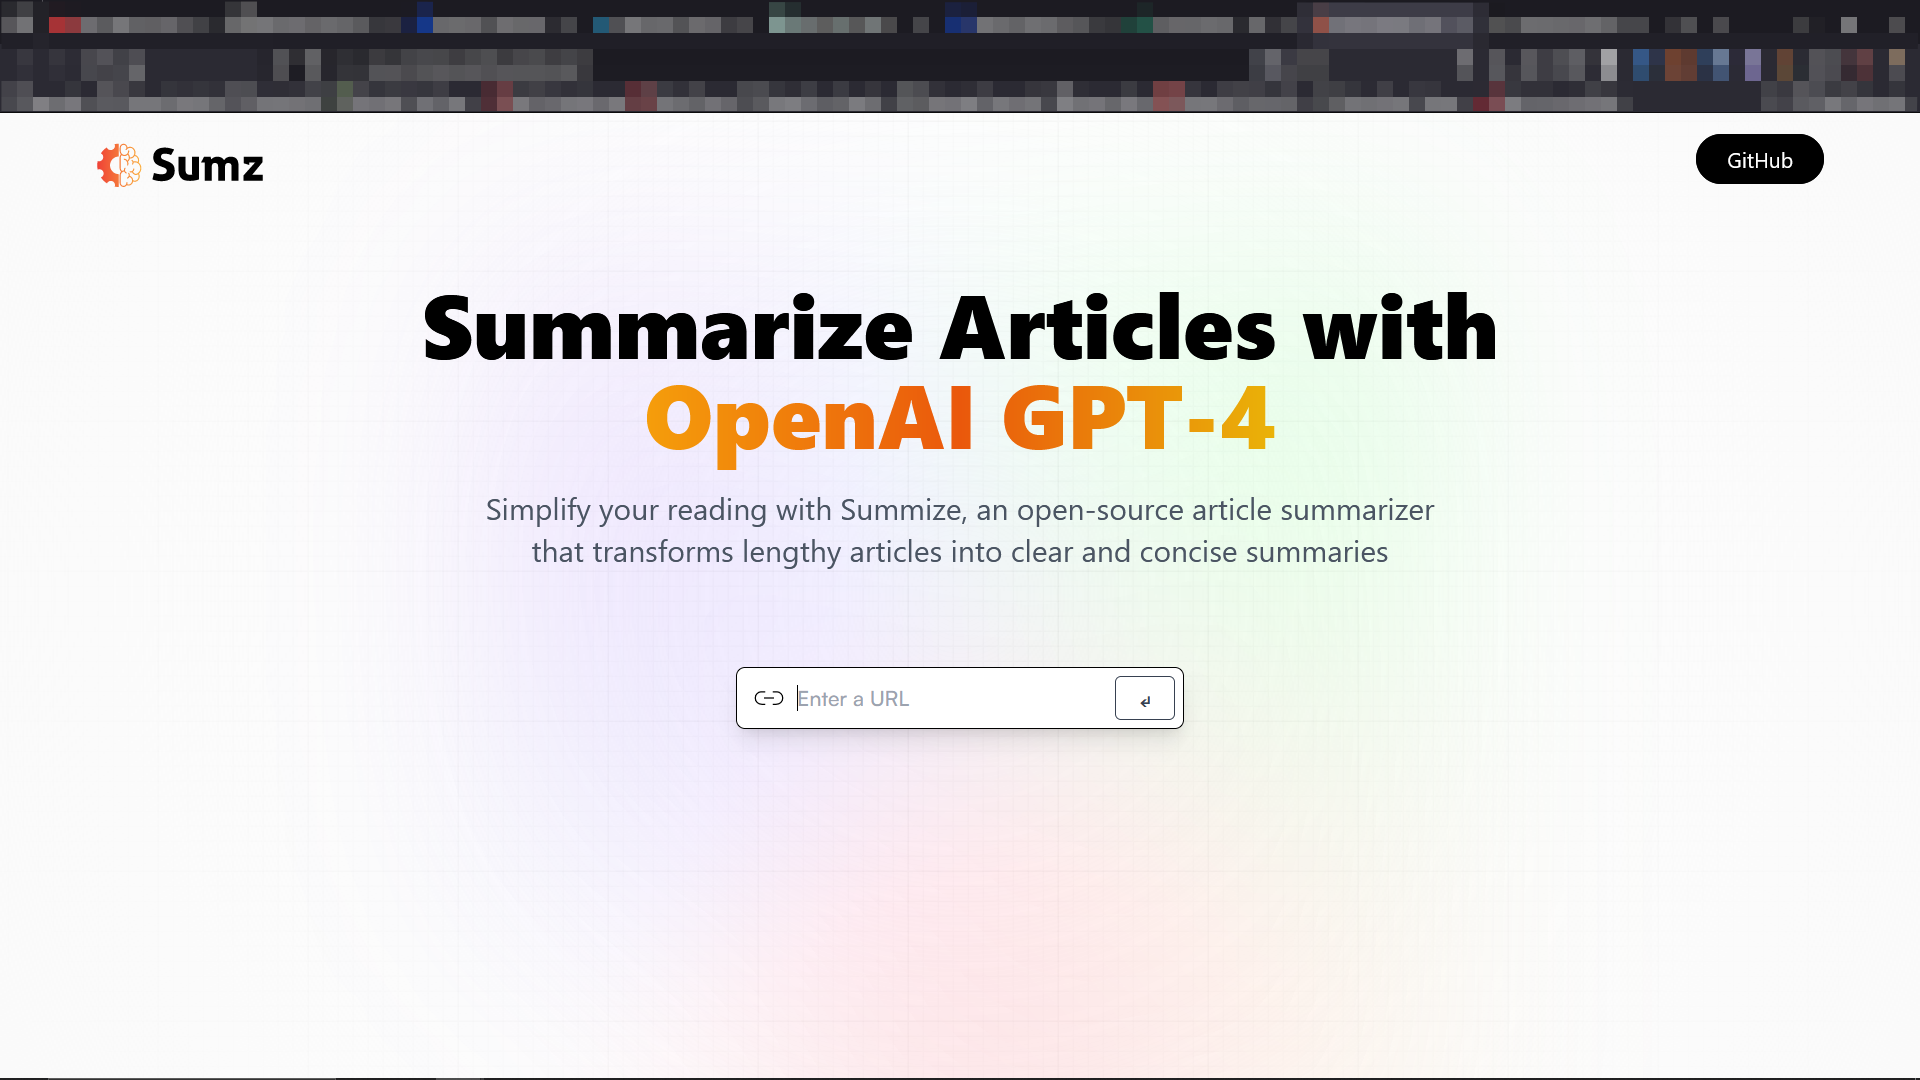 Sumz
GitHub
Summarize Articles with
OpenAI GPT-4
Simplify your reading with Summize, an open-source article summarizer
that transforms lengthy articles into clear and concise summaries
Enter a URL
↵